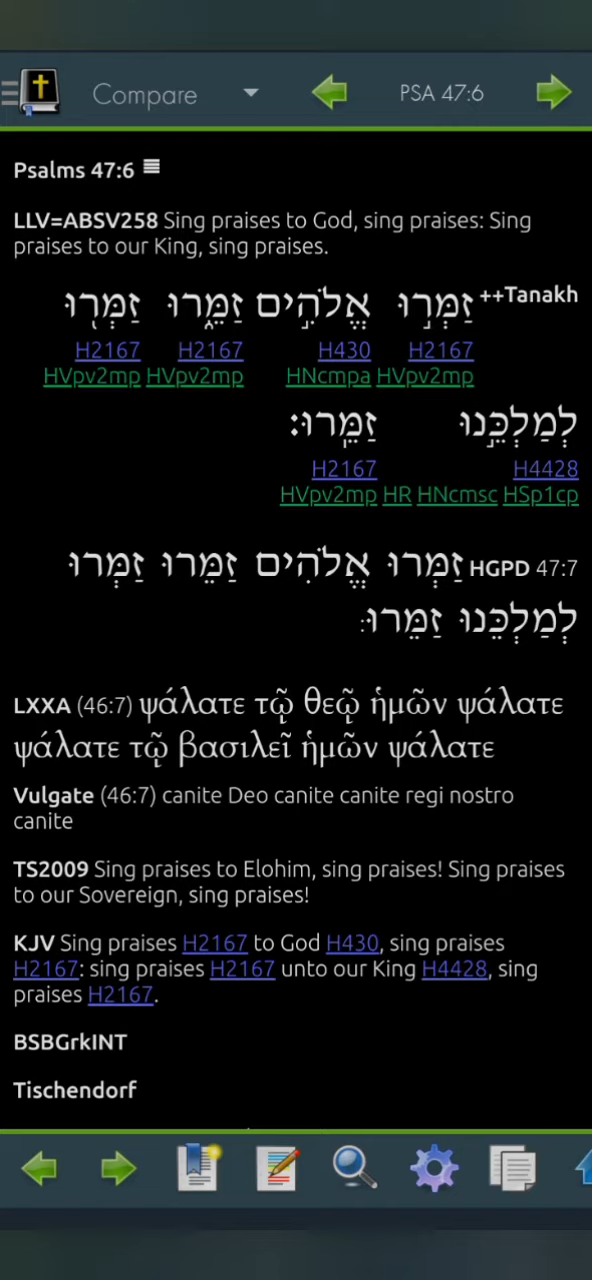 Compare
PSA 47:6
Psalms 47:6
LLV=ABSV258 Sing praises to God, sing praises: Sing
praises to our King, sing praises.
++Tanakh זַמְּר֣וּ אֱלֹהִ֣ים זַמֵּ֑רוּ זַמְּר֖וּ
H2167 H2167 H430 H2167
HVpv2mp HVpv2mp HNcmpa HVpv2mp
לְמַלְכֵּ֣נוּ זַמֵּֽרוּ׃
H2167 H4428
HVpv2mp HR HNcmsc HSp1cp
HGPD 47:7 זַמְּרוּ אֱלֹהִים זַמֵּרוּ זַמְּרוּ
לְמַלְכֵּנוּ זַמֵּרוּ׃
LXXA (46:7) ψάλατε τῷ θεῷ ἡμῶν ψάλατε
ψάλατε τῷ βασιλεῖ ἡμῶν ψάλατε
Vulgate (46:7) canite Deo canite canite regi nostro
canite
TS2009 Sing praises to Elohim, sing praises! Sing praises
to our Sovereign, sing praises!
KJV Sing praises H2167 to God H430, sing praises
H2167: sing praises H2167 unto our King H4428, sing
praises H2167.
BSBGrkINT
Tischendorf